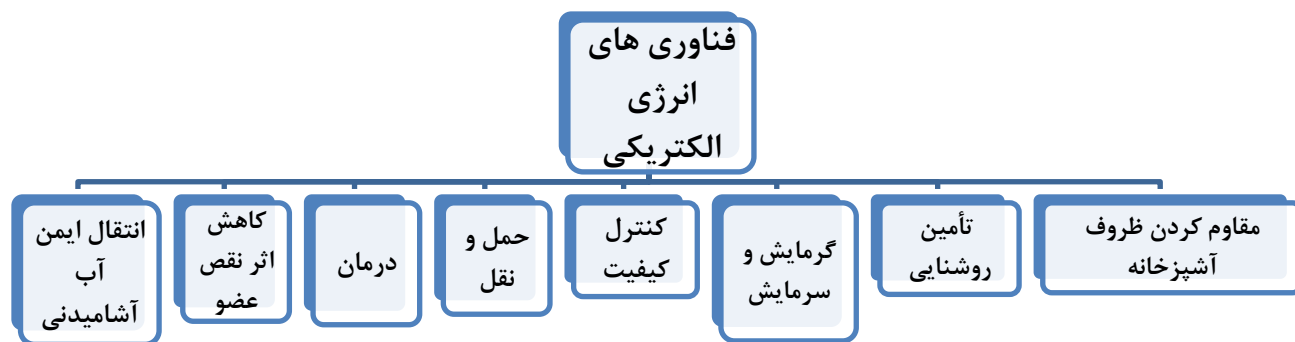 فناوری های
انرژی
الکتریکی
مقاوم کردن ظروف
آشپزخانه
تأمین
روشنایی
گرمایش و
سرمایش
کنترل
کیفیت
حمل و
نقل
درمان
کاهش
اثر نقص
عضو
انتقال ایمن
آب
آشامیدنی